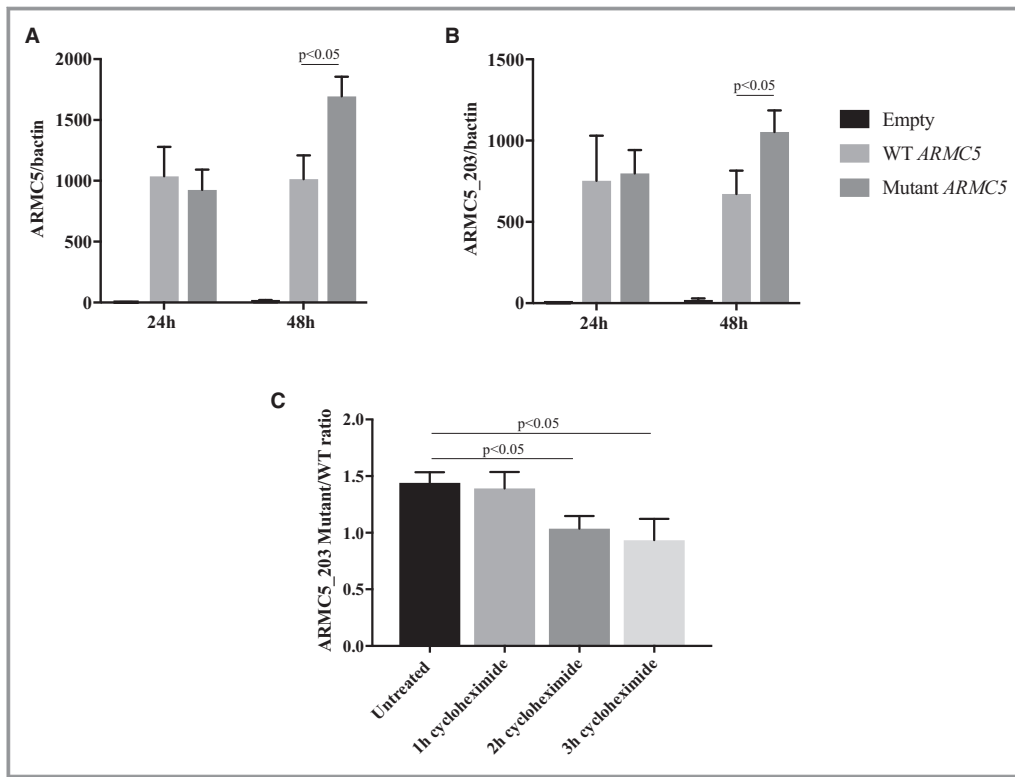 A
2000
1500
1000
500
0
ARMC5/bactin
p<0.05
24h
48h
B
1500
1000
500
0
ARMC5_203/bactin
p<0.05
24h
48h
Empty
WT ARMC5
Mutant ARMC5
C
2.0
1.5
1.0
0.5
0.0
ARMC5_203 Mutant/WT ratio
p<0.05
p<0.05
Untreated
1h cycloheximide
2h cycloheximide
3h cycloheximide